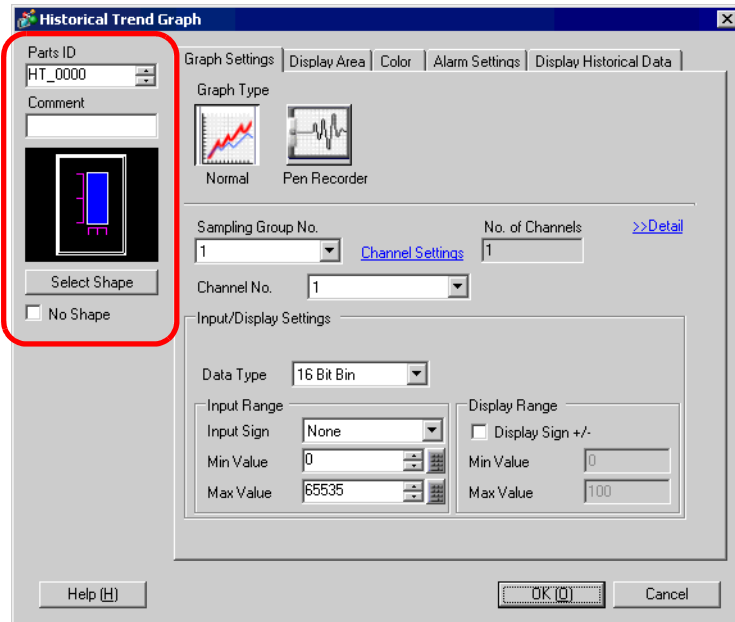 Historical Trend Graph
Parts ID
HT_0000
Comment
Select Shape
No Shape
Graph Settings
Display Area
Color
Alarm Settings
Display Historical Data
Graph Type
Normal
Pen Recorder
Sampling Group No.
No. of Channels
>>Detail
1
Channel Settings
1
Channel No.
1
Input/Display Settings
Data Type
16 Bit Bin
Input Range
Input Sign
None
Min Value
0
Max Value
65535
Display Range
Display Sign +/-
Min Value
0
Max Value
100
Help (H)
OK (O)
Cancel